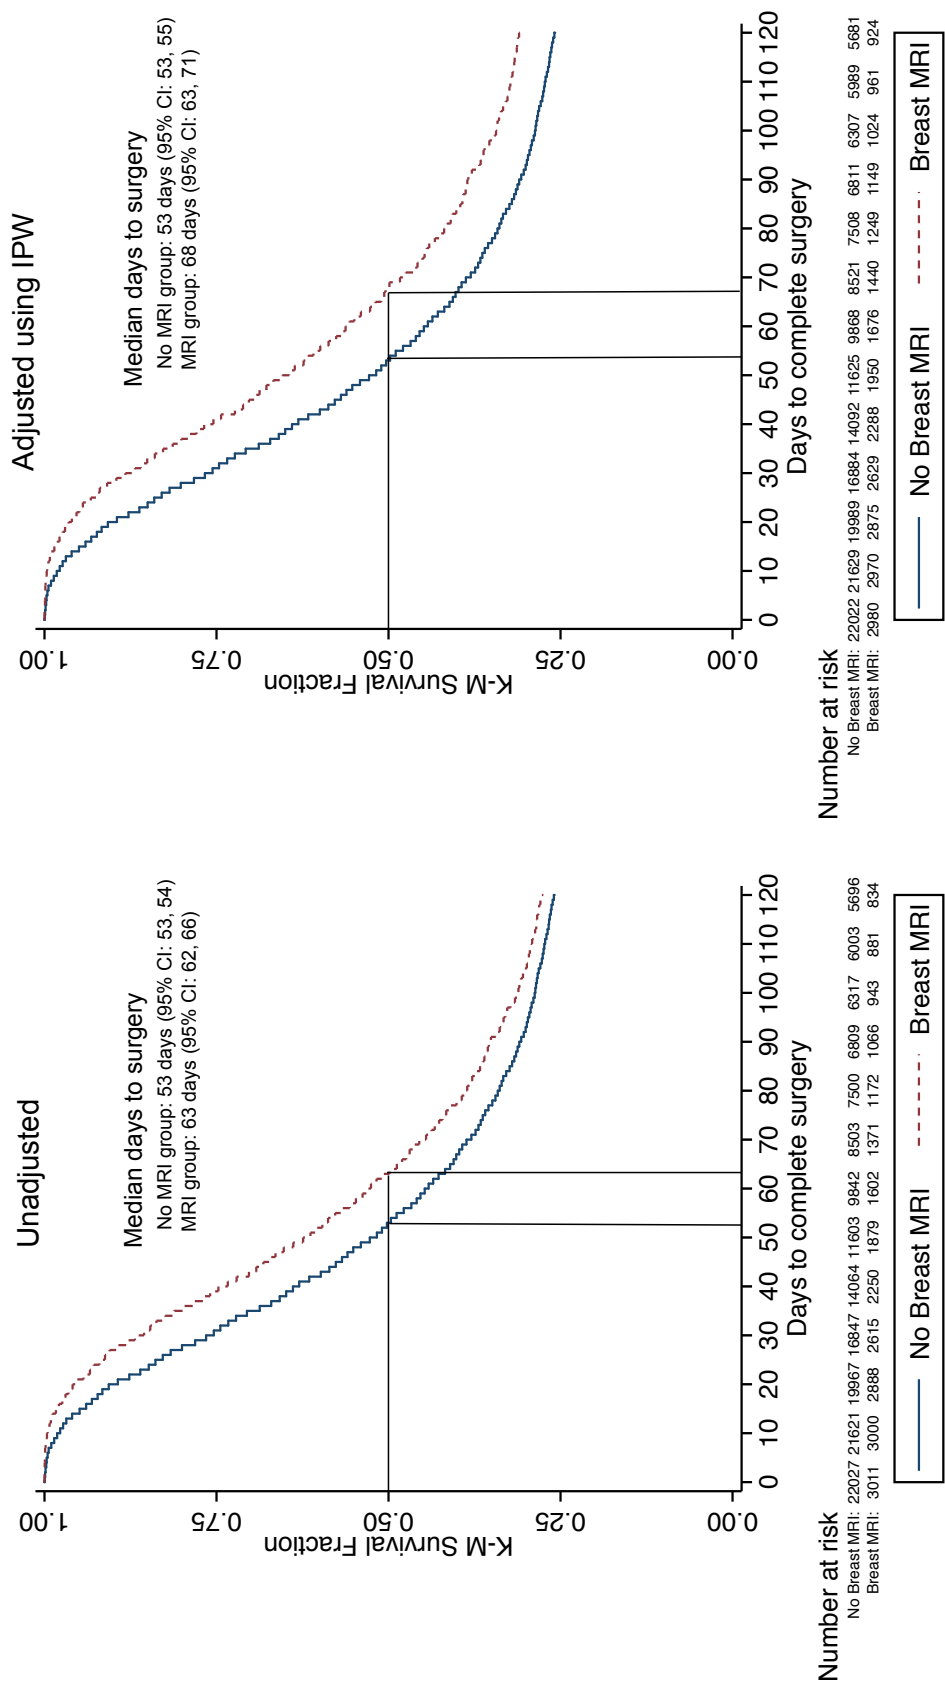 Unadjusted
Median days to surgery
No MRI group: 53 days (95% CI: 53, 54)
MRI group: 63 days (95% CI: 62, 66)
K-M Survival Fraction
1.00
0.75
0.50
0.25
0.00
0 10 20 30 40 50 60 70 80 90 100 110 120
Days to complete surgery
Number at risk
No Breast MRI: 22027 21621 19967 16847 14064 11603 9842 8503 7500 6809 6317 6003 5696
Breast MRI: 3011 3000 2888 2615 2250 1879 1602 1371 1172 1066 943 881 834
No Breast MRI Breast MRI
Adjusted using IPW
Median days to surgery
No MRI group: 53 days (95% CI: 53, 55)
MRI group: 68 days (95% CI: 63, 71)
K-M Survival Fraction
1.00
0.75
0.50
0.25
0.00
0 10 20 30 40 50 60 70 80 90 100 110 120
Days to complete surgery
Number at risk
No Breast MRI: 22022 21629 19989 16884 14092 11625 9868 8521 7508 6811 6307 5989 5681
Breast MRI: 2980 2970 2875 2629 2288 1950 1676 1440 1249 1149 1024 961 924
No Breast MRI Breast MRI